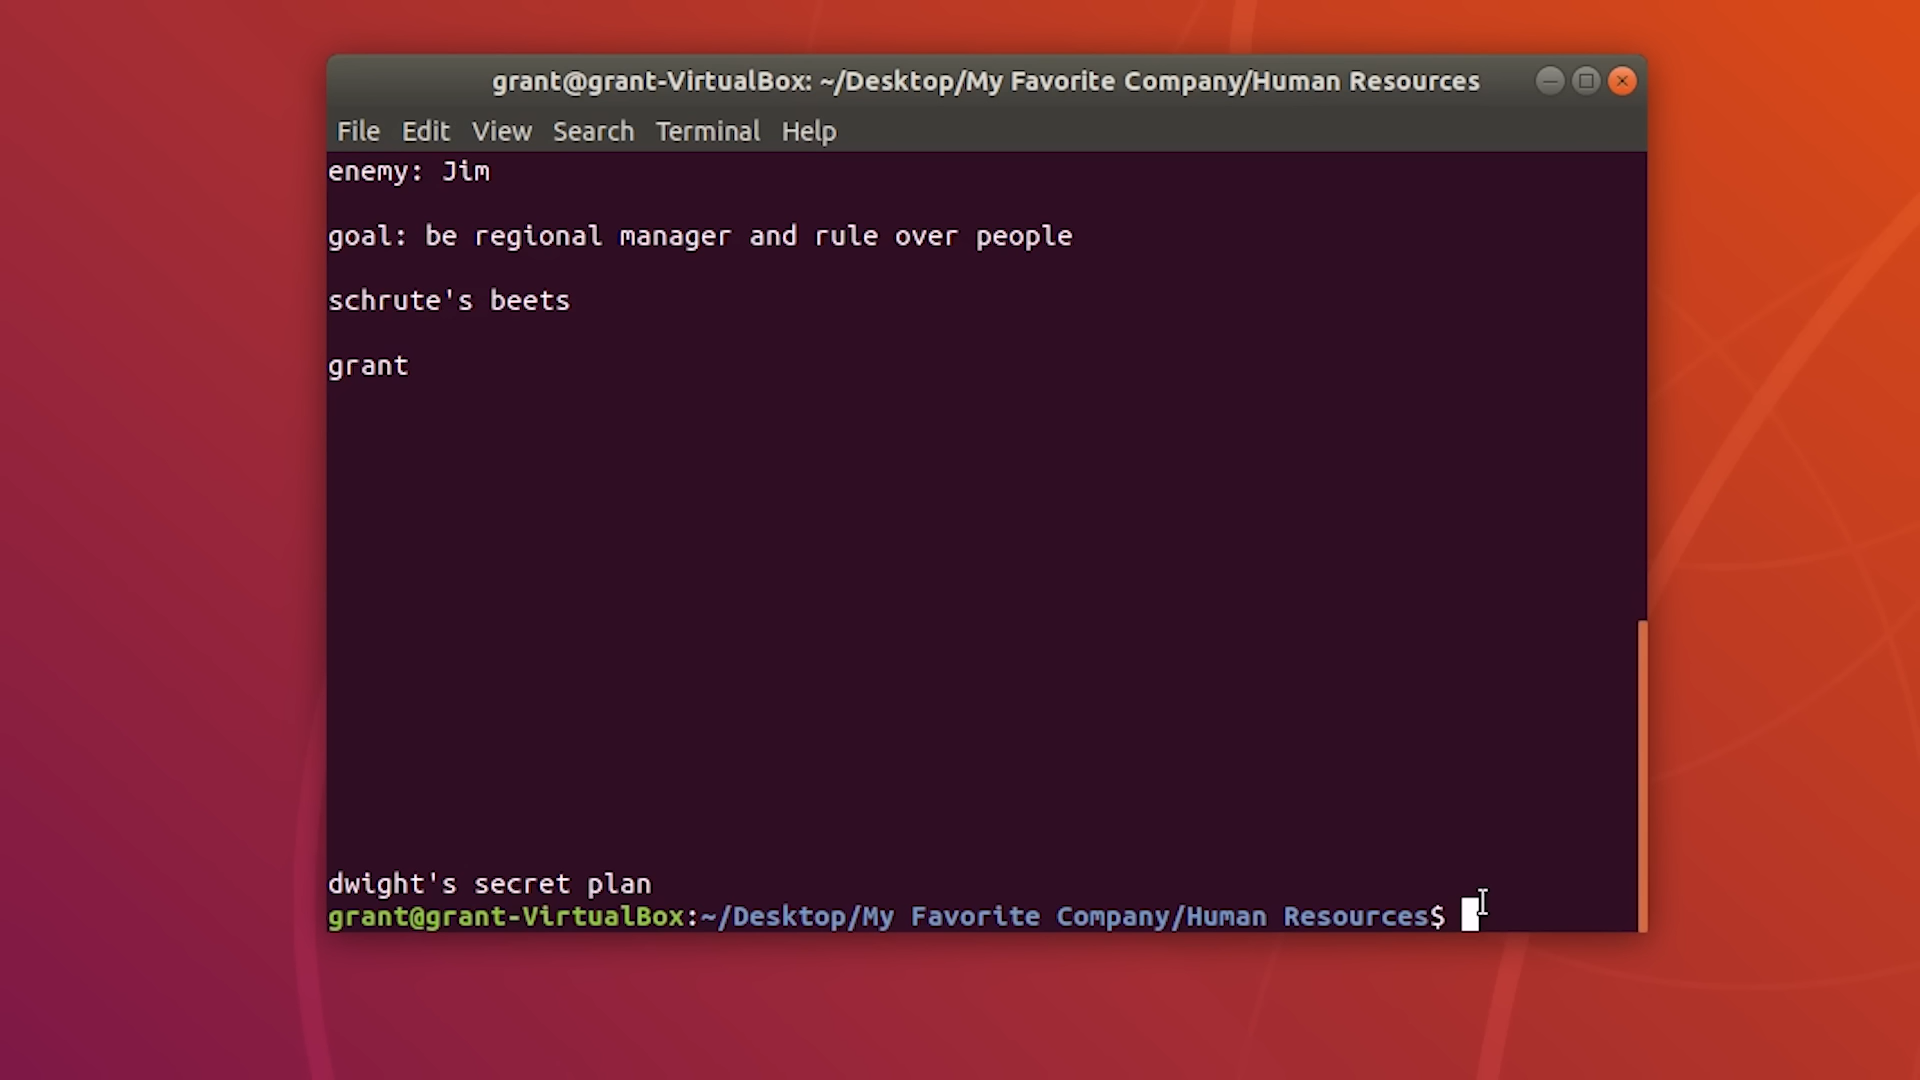 grant@grant-VirtualBox: ~/Desktop/My Favorite Company/Human Resources
File Edit View Search Terminal Help
enemy: Jim
goal: be regional manager and rule over people
schrute's beets
grant
dwight's secret plan
grant@grant-VirtualBox:~/Desktop/My Favorite Company/Human Resources$